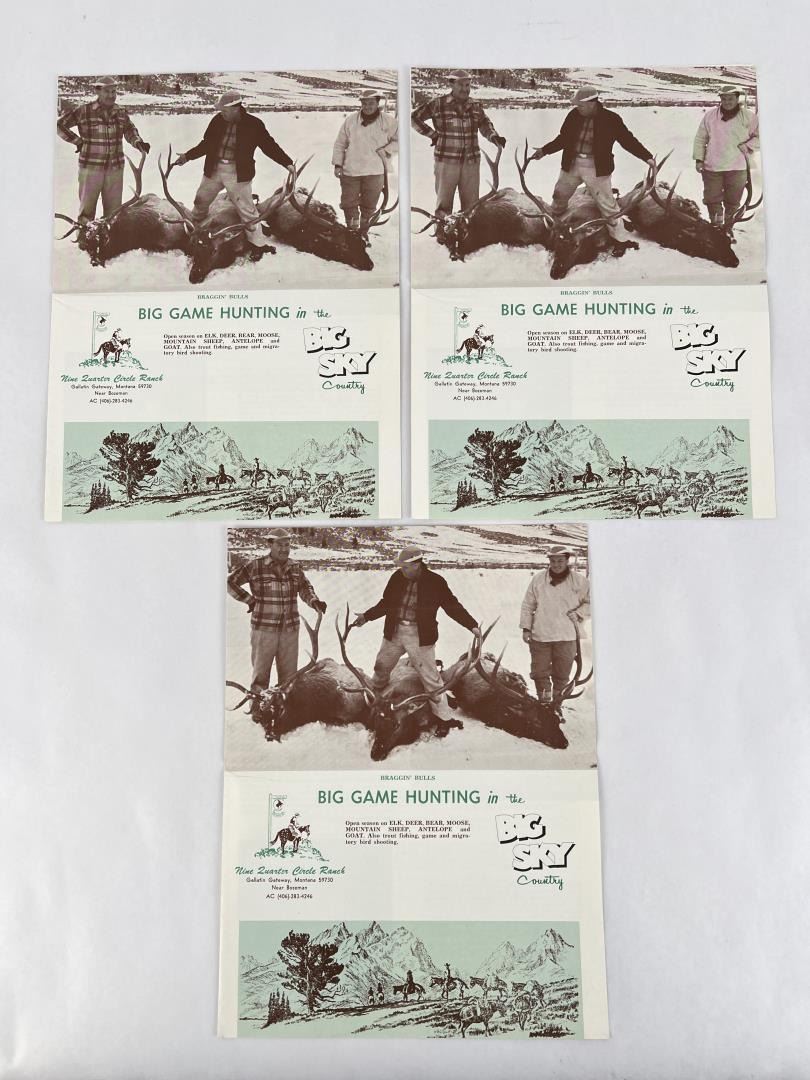 BRAGGIN' BULLS
BIG GAME HUNTING in the
BIG
SKY
Country
Open season on ELK, DEER, BEAR, MOOSE,
MOUNTAIN SHEEP, ANTELOPE and
GOAT. Also trout fishing, game and migra-
tory bird shooting.
Nine Quarter Circle Ranch
Gallatin Gateway, Montana 59730
Near Bozeman
AC (406)-283-4246
BRAGGIN' BULLS
BIG GAME HUNTING in the
BIG
SKY
Country
Open season on ELK, DEER, BEAR, MOOSE,
MOUNTAIN SHEEP, ANTELOPE and
GOAT. Also trout fishing, game and migra-
tory bird shooting.
Nine Quarter Circle Ranch
Gallatin Gateway, Montana 59730
Near Bozeman
AC (406)-283-4246
BRAGGIN' BULLS
BIG GAME HUNTING in the
BIG
SKY
Country
Open season on ELK, DEER, BEAR, MOOSE,
MOUNTAIN SHEEP, ANTELOPE and
GOAT. Also trout fishing, game and migra-
tory bird shooting.
Nine Quarter Circle Ranch
Gallatin Gateway, Montana 59730
Near Bozeman
AC (406)-283-4246